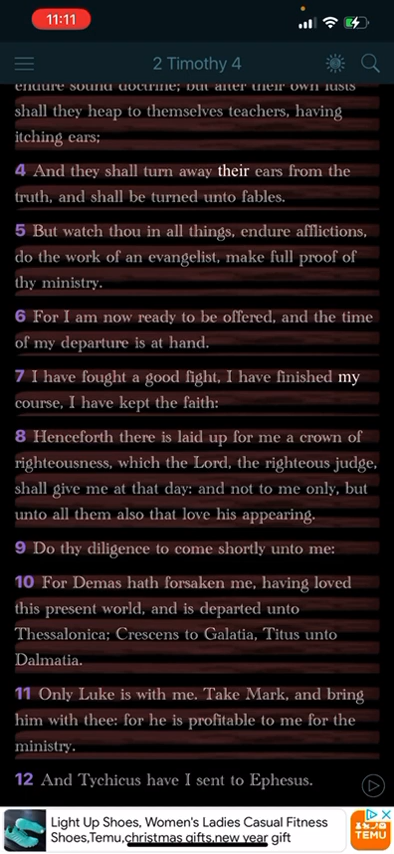 11:11
2 Timothy 4
endure sound doctrine; but after their own lusts
shall they heap to themselves teachers, having
itching ears;
4 And they shall turn away their ears from the
truth, and shall be turned unto fables.
5 But watch thou in all things, endure afflictions,
do the work of an evangelist, make full proof of
thy ministry.
6 For I am now ready to be offered, and the time
of my departure is at hand.
7 I have fought a good fight, I have finished my
course, I have kept the faith:
8 Henceforth there is laid up for me a crown of
righteousness, which the Lord, the righteous judge,
shall give me at that day: and not to me only, but
unto all them also that love his appearing.
9 Do thy diligence to come shortly unto me:
10 For Demas hath forsaken me, having loved
this present world, and is departed unto
Thessalonica; Crescens to Galatia, Titus unto
Dalmatia.
11 Only Luke is with me. Take Mark, and bring
him with thee: for he is profitable to me for the
ministry.
12 And Tychicus have I sent to Ephesus.
Light Up Shoes, Women's Ladies Casual Fitness
Shoes,Temu,christmas gifts,new year gift
TEMU